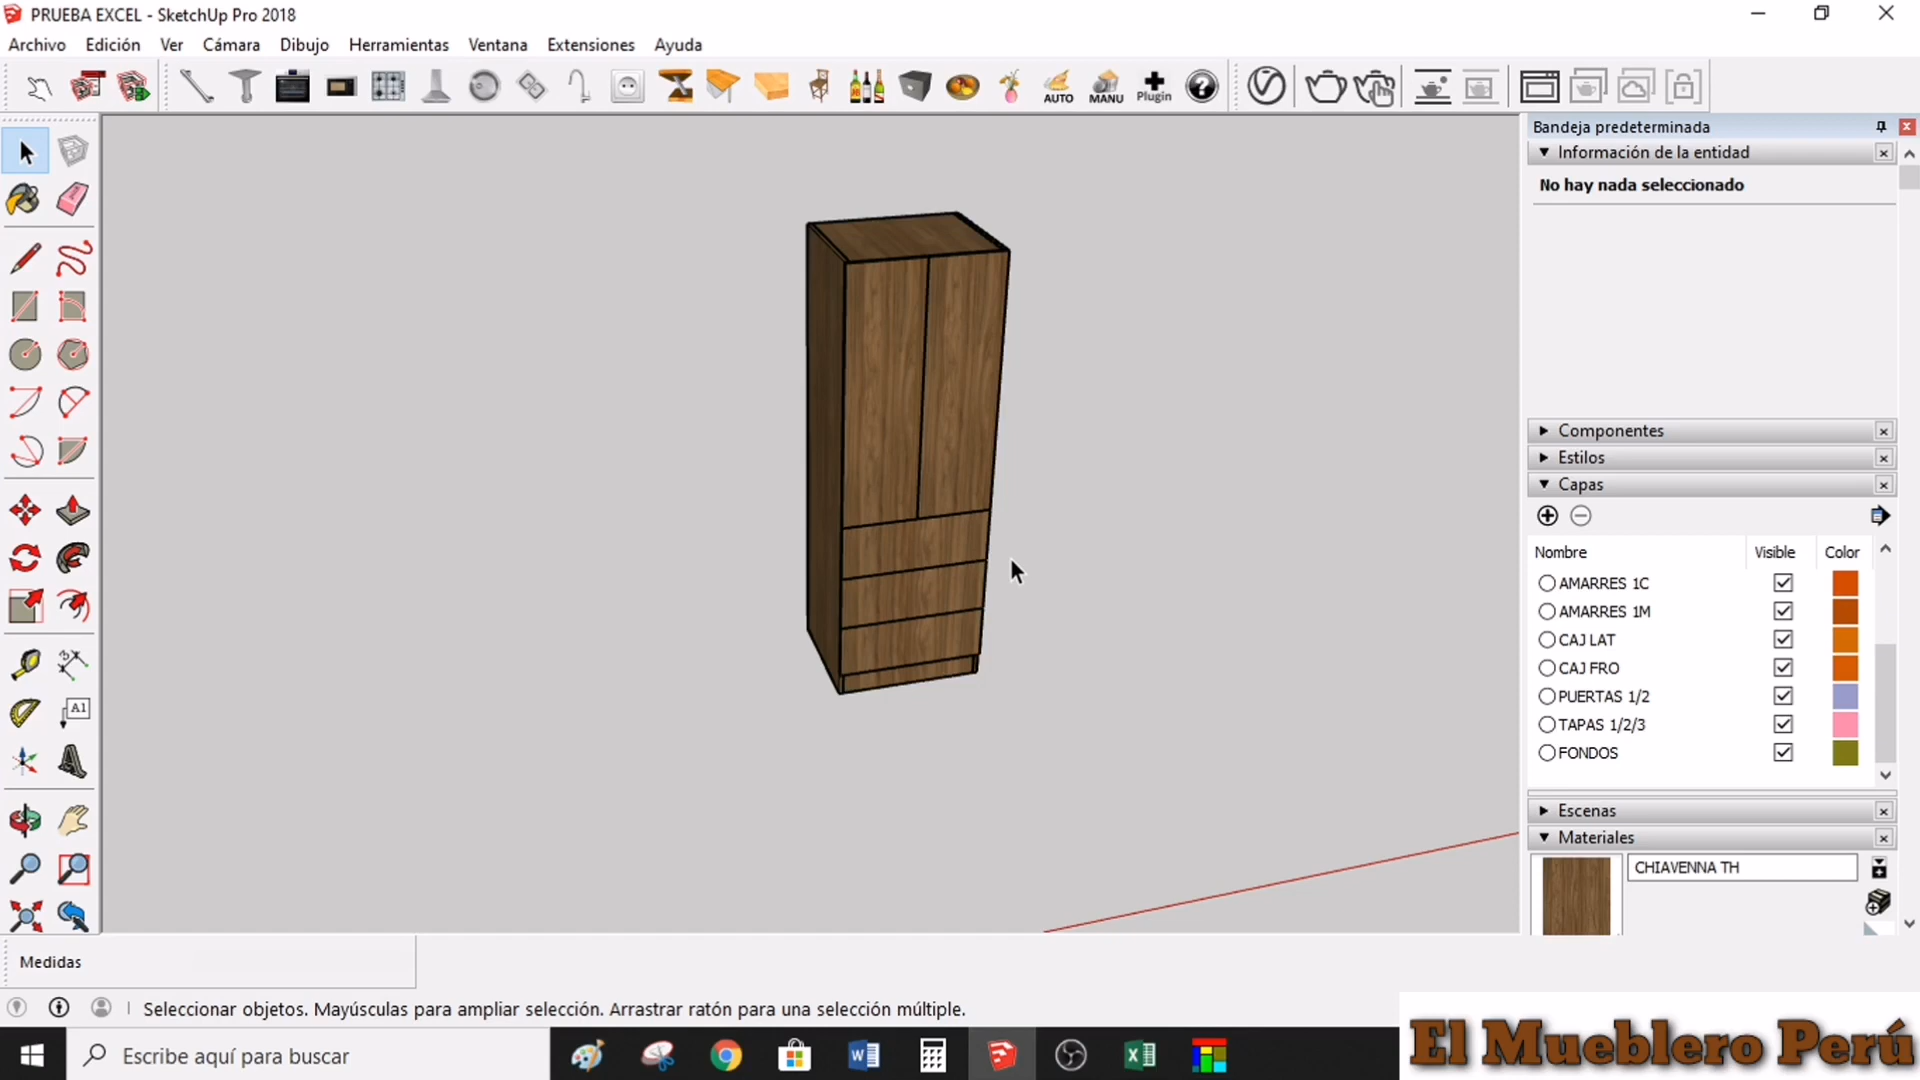 PRUEBA EXCEL - SketchUp Pro 2018
Archivo Edición Ver Cámara Dibujo Herramientas Ventana Extensiones Ayuda
AUTO MANU Plugin
Bandeja predeterminada
Información de la entidad
No hay nada seleccionado
Componentes
Estilos
Capas
Nombre Visible Color
AMARRES 1C
AMARRES 1M
CAJ LAT
CAJ FRO
PUERTAS 1/2
TAPAS 1/2/3
FONDOS
A1
Escenas
Materiales
CHIAVENNA TH
Medidas
Seleccionar objetos. Mayúsculas para ampliar selección. Arrastrar ratón para una selección múltiple.
Escribe aquí para buscar
El Mueblero Perú